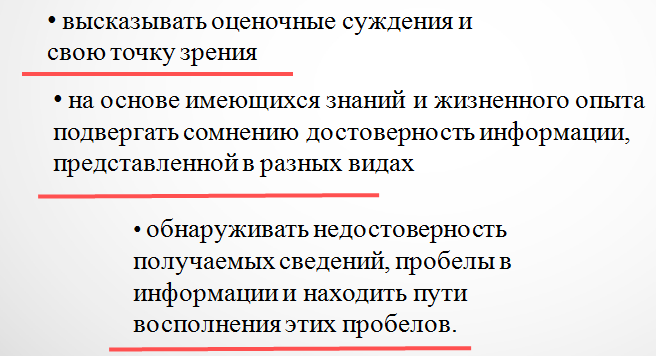 • высказывать оценочные суждения и
свою точку зрения
• на основе имеющихся знаний и жизненного опыта
подвергать сомнению достоверность информации,
представленной в разных видах
• обнаруживать недостоверность
получаемых сведений, пробелы в
информации и находить пути
восполнения этих пробелов.